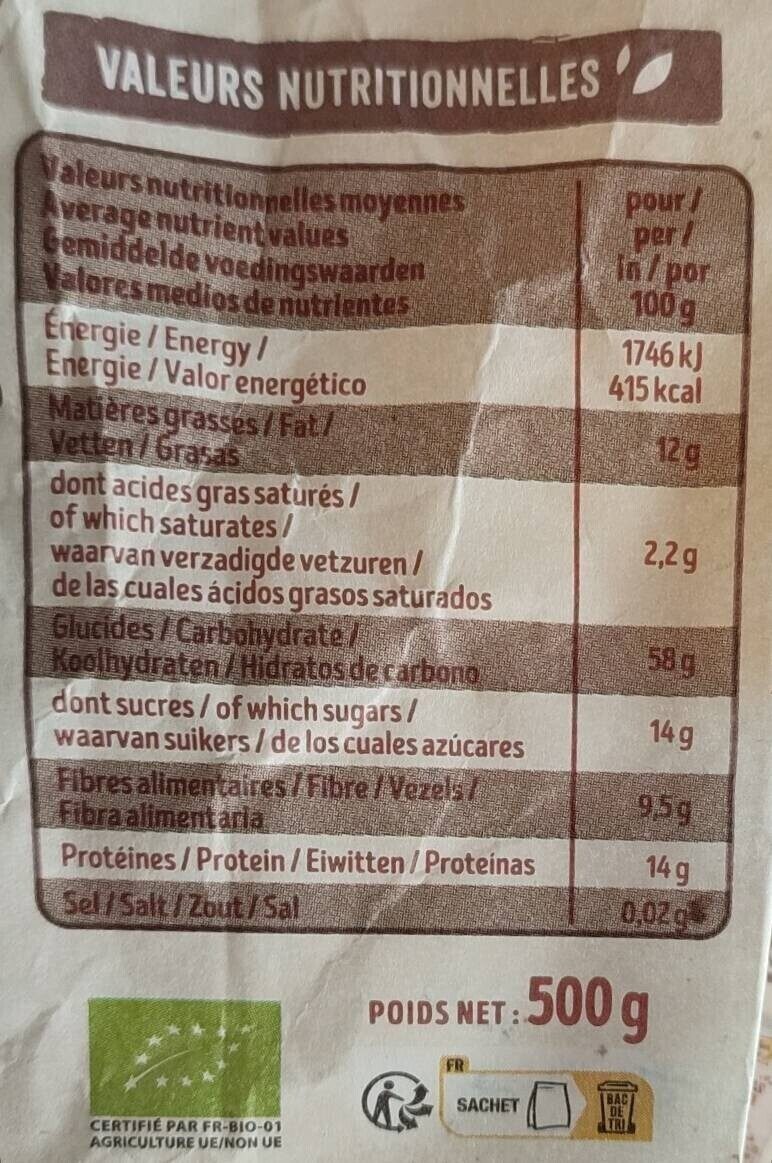 VALEURS NUTRITIONNELLES
Valeurs nutritionnelles moyennes
Average nutrient values
Gemiddelde voedingswaarden
Valores medios de nutrientes
pour /
per /
in / por
100 g
Énergie / Energy /
Energie / Valor energético
1746 kJ
415 kcal
Matières grasses / Fat /
Vetten / Grasas
12 g
dont acides gras saturés /
of which saturates /
waarvan verzadigde vetzuren /
de las cuales ácidos grasos saturados
2,2 g
Glucides / Carbohydrate /
Koolhydraten / Hidratos de carbono
58 g
dont sucres / of which sugars /
waarvan suikers / de los cuales azúcares
14 g
Fibres alimentaires / Fibre / Vezels /
Fibra alimentaria
9,5 g
Protéines / Protein / Eiwitten / Proteínas
14 g
Sel / Salt / Zout / Sal
0,02 g
POIDS NET : 500 g
FR
SACHET
BAC
DE
TRI
CERTIFIÉ PAR FR-BIO-01
AGRICULTURE UE/NON UE